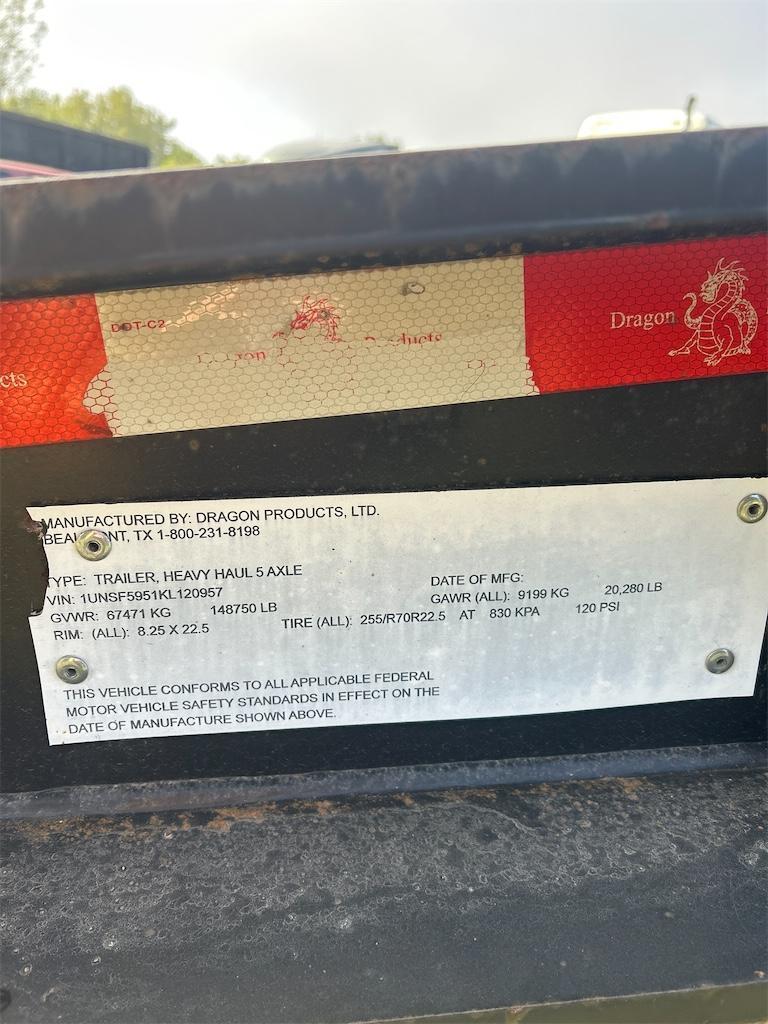 DOT-C2
Dragon
cts
MANUFACTURED BY: DRAGON PRODUCTS, LTD.
TX 1-800-231-8198
TYPE: TRAILER, HEAVY HAUL 5 AXLE
DATE OF MFG:
VIN: 1UNSF5951KL120957
GAWR (ALL): 9199 KG 20,280 LB
GVWR: 67471 KG 148750 LB
RIM: (ALL): 8.25 X 22.5 TIRE (ALL): 255/R70R22.5 AT 830 KPA 120 PSI
THIS VEHICLE CONFORMS TO ALL APPLICABLE FEDERAL
MOTOR VEHICLE SAFETY STANDARDS IN EFFECT ON THE
DATE OF MANUFACTURE SHOWN ABOVE.